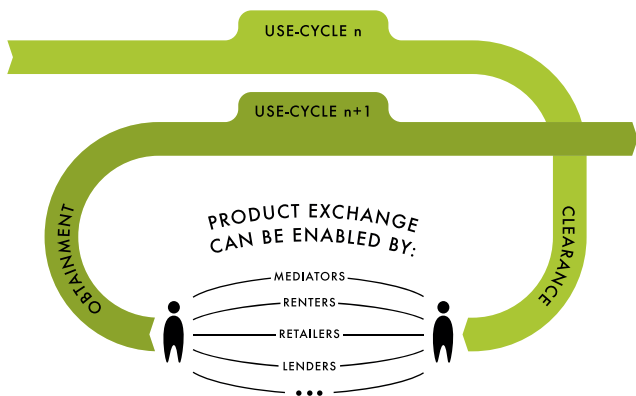 USE-CYCLE n
USE-CYCLE n+1
OBTAINMENT
CLEARANCE
PRODUCT EXCHANGE
CAN BE ENABLED BY:
MEDIATORS
RENTERS
RETAILERS
LENDERS
•••